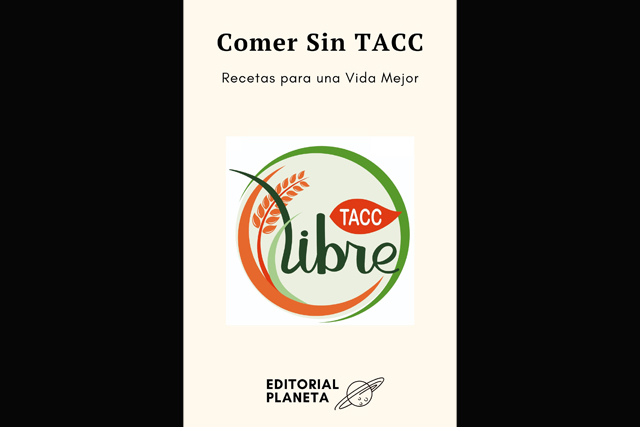 Comer Sin TACC
Recetas para una Vida Mejor
TACC
Libre
EDITORIAL
PLANETA